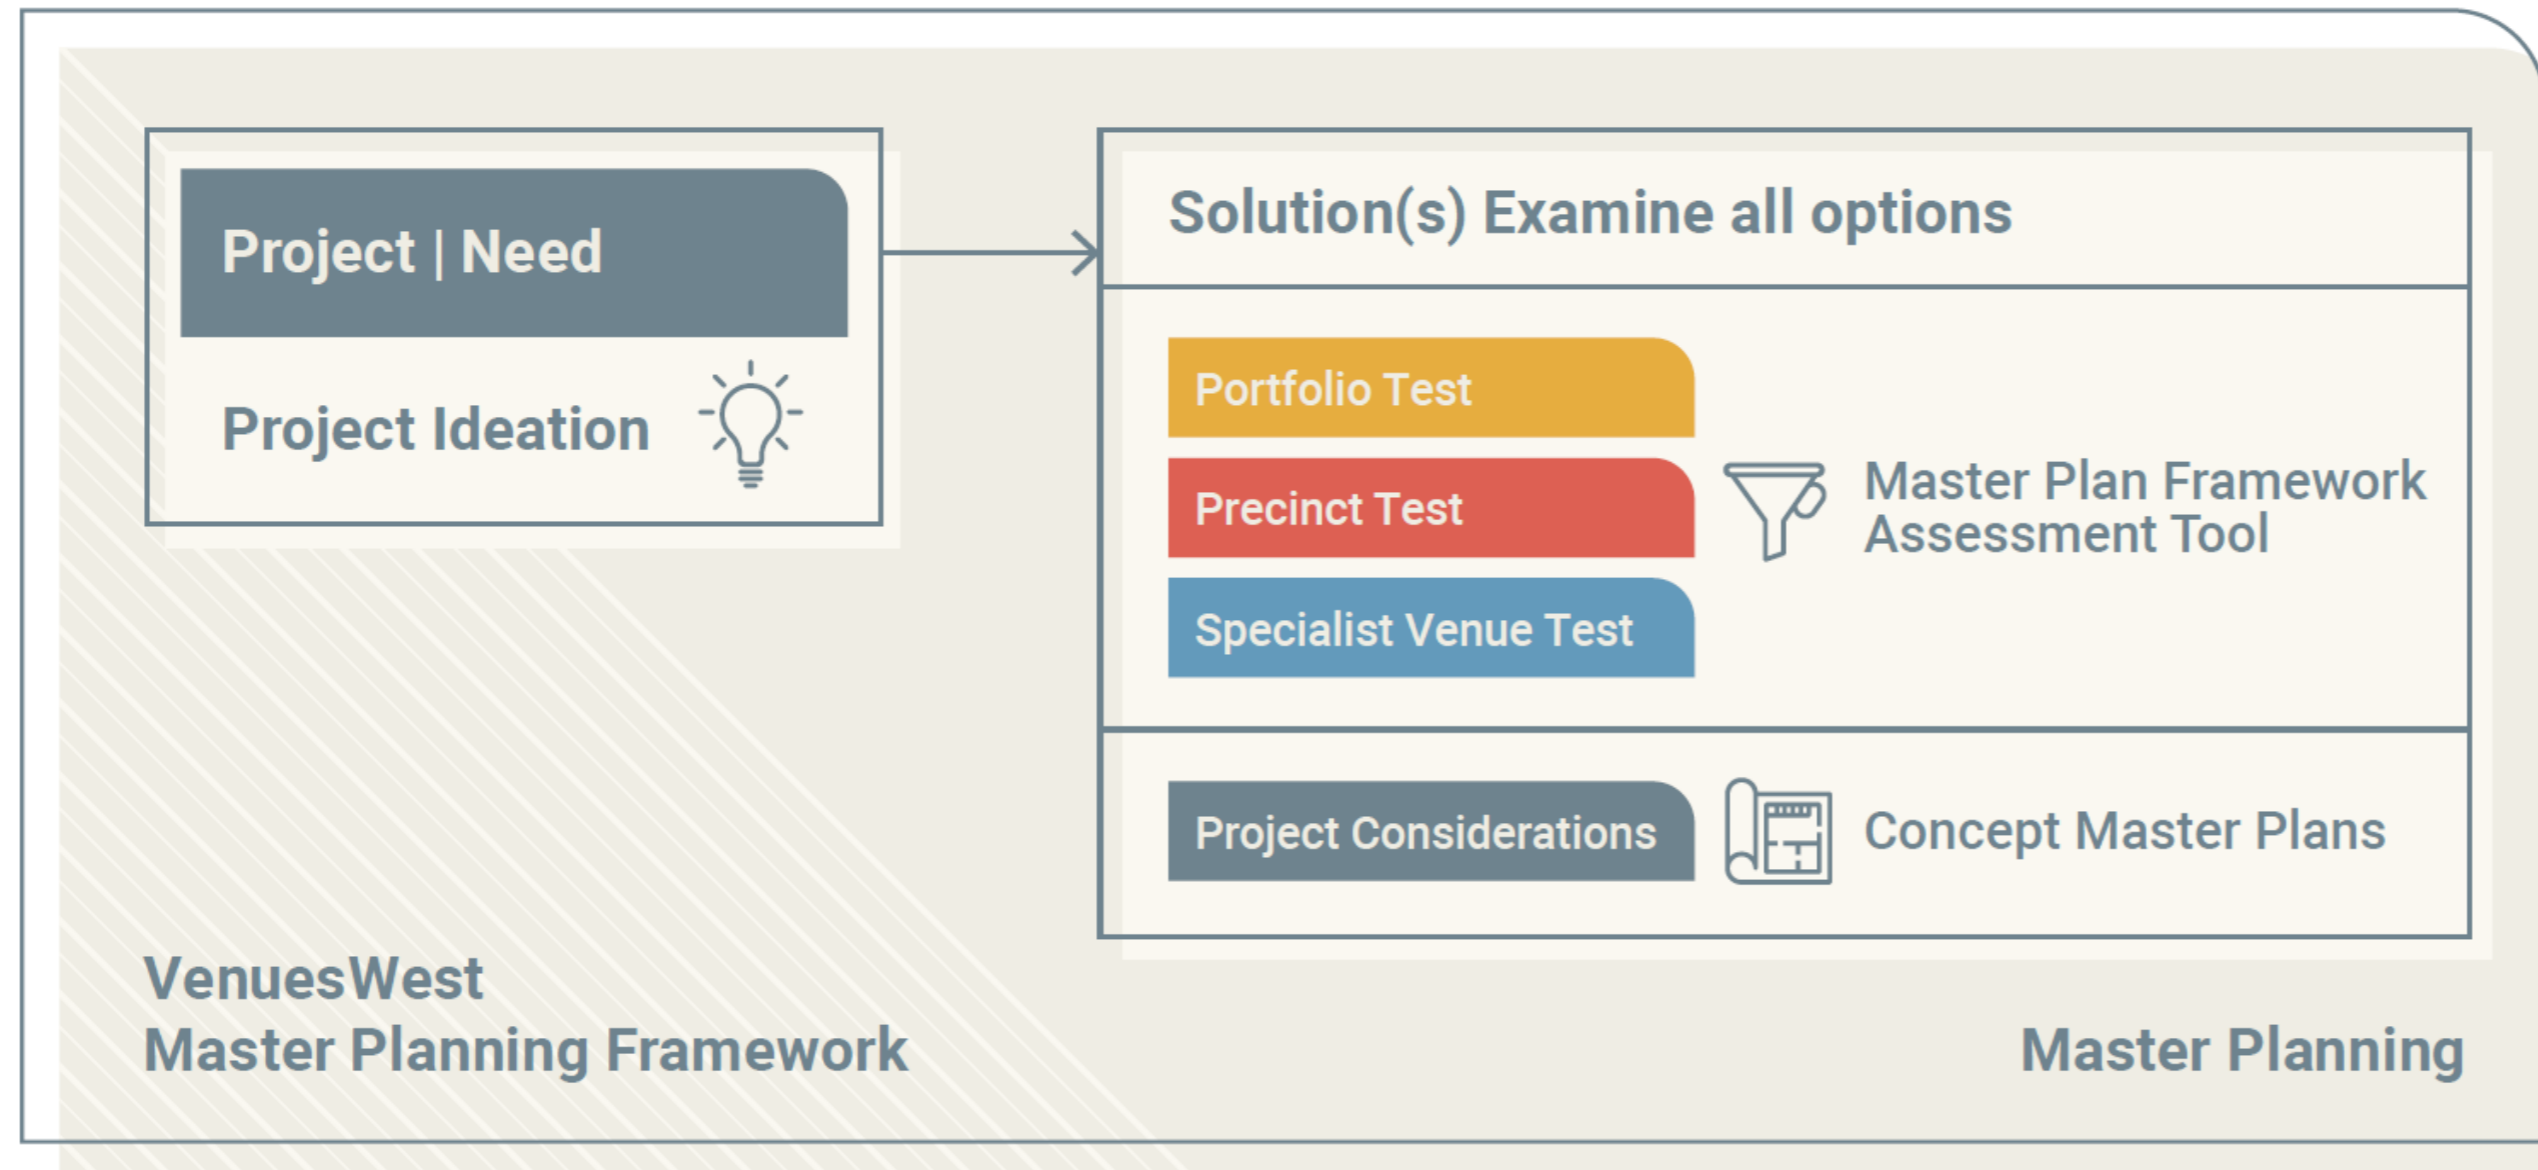 Project | Need
Project Ideation
Solution(s) Examine all options
Portfolio Test
Precinct Test
Specialist Venue Test
Master Plan Framework
Assessment Tool
Project Considerations
Concept Master Plans
VenuesWest
Master Planning Framework
Master Planning